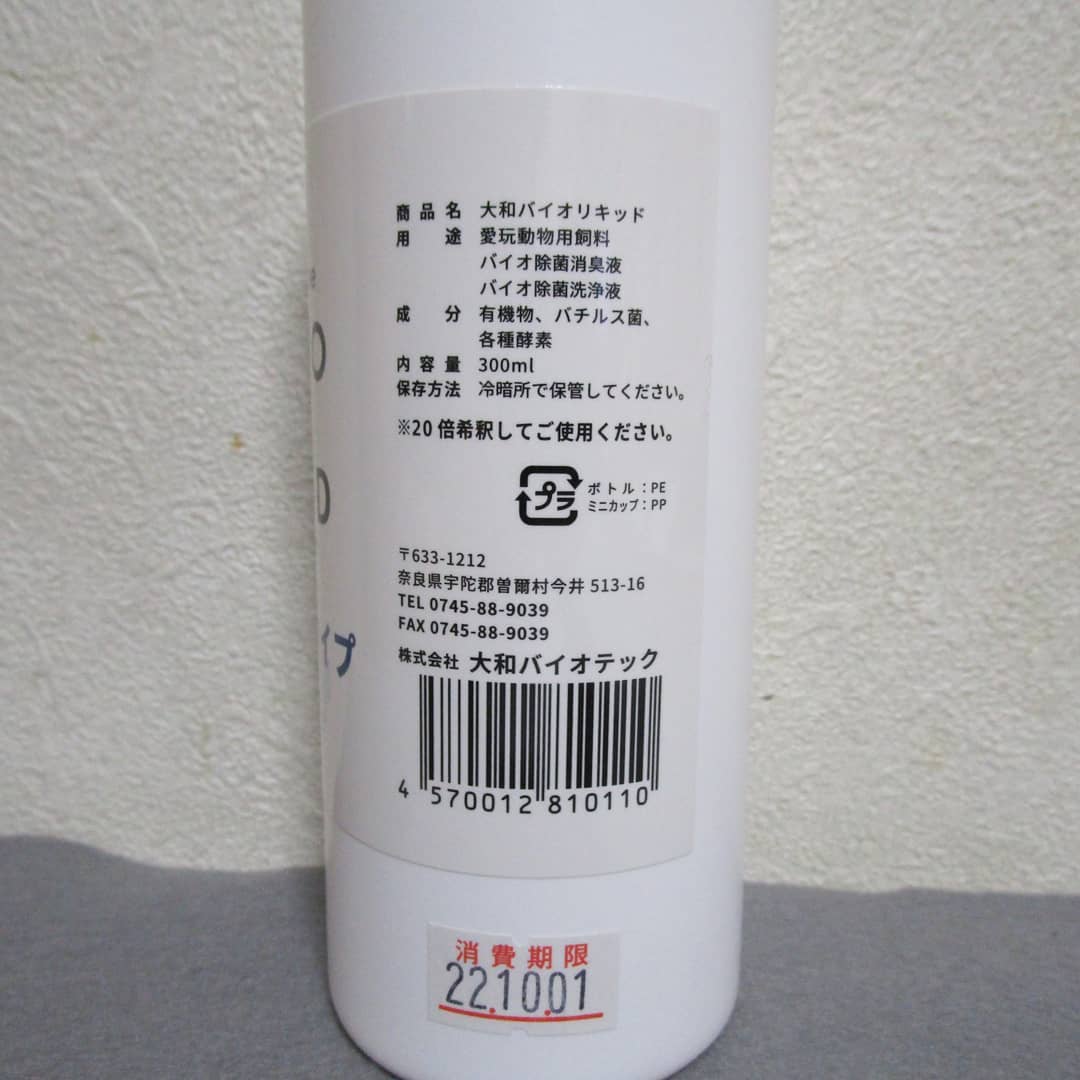 商品名 大和バイオリキッド
用途 愛玩動物用飼料
バイオ除菌消臭液
バイオ除菌洗浄液
成分 有機物、バチルス菌、
各種酵素
内容量 300ml
保存方法 冷暗所で保管してください。
※20倍希釈してご使用ください。
プラ
ボトル：PE
ミニカップ：PP
〒633-1212
奈良県宇陀郡曽爾村今井 513-16
TEL 0745-88-9039
FAX 0745-88-9039
株式会社 大和バイオテック
4 570012 810110
消費期限
22.10.01
e
O
D
イプ